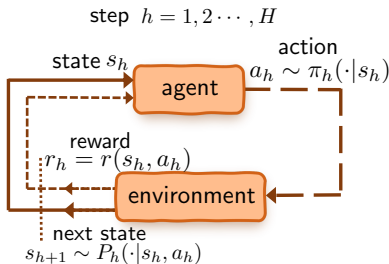 step h = 1, 2 ⋯ , H
action
state s_h
a_h ∼ π_h(·|s_h)
agent
reward
r_h = r(s_h, a_h)
environment
next state
s_{h+1} ∼ P_h(·|s_h, a_h)